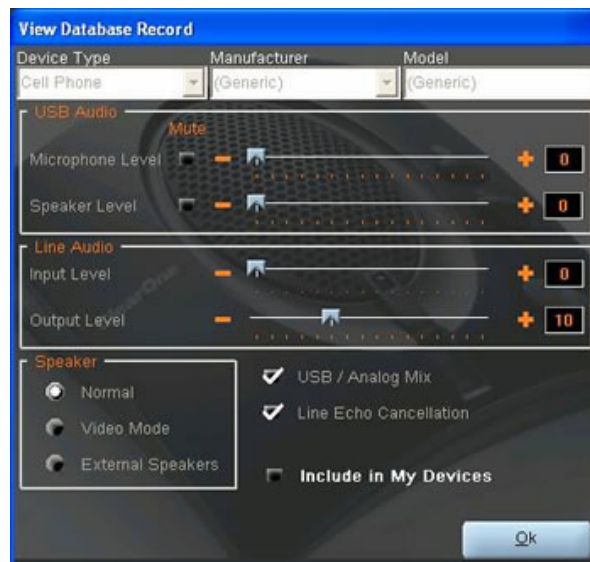 View Database Record
Device Type Manufacturer Model
Cell Phone (Generic) (Generic)
USB Audio
Mute
Microphone Level 0
Speaker Level 0
Line Audio
Input Level 0
Output Level 10
Speaker
Normal
Video Mode
External Speakers
USB / Analog Mix
Line Echo Cancellation
Include in My Devices
Ok